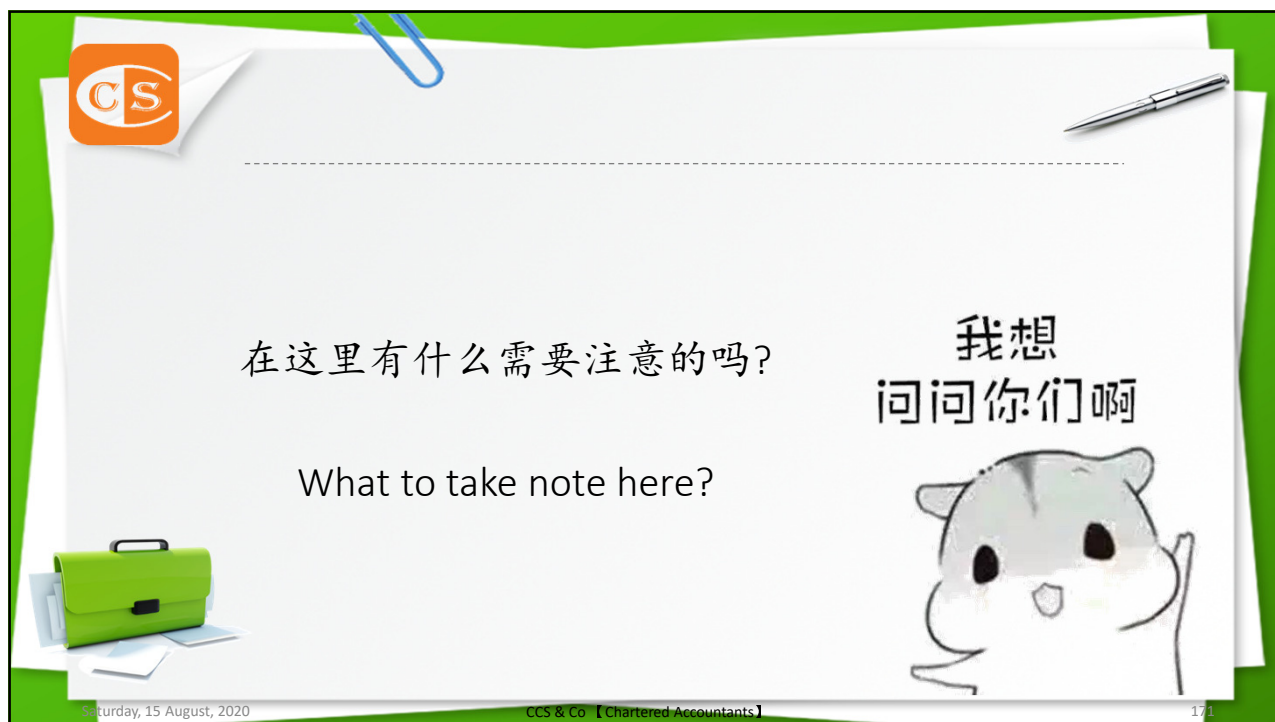 CS
在这里有什么需要注意的吗?
What to take note here?
我想
问问你们啊
Saturday, 15 August, 2020
CCS & Co 【Chartered Accountants】
171